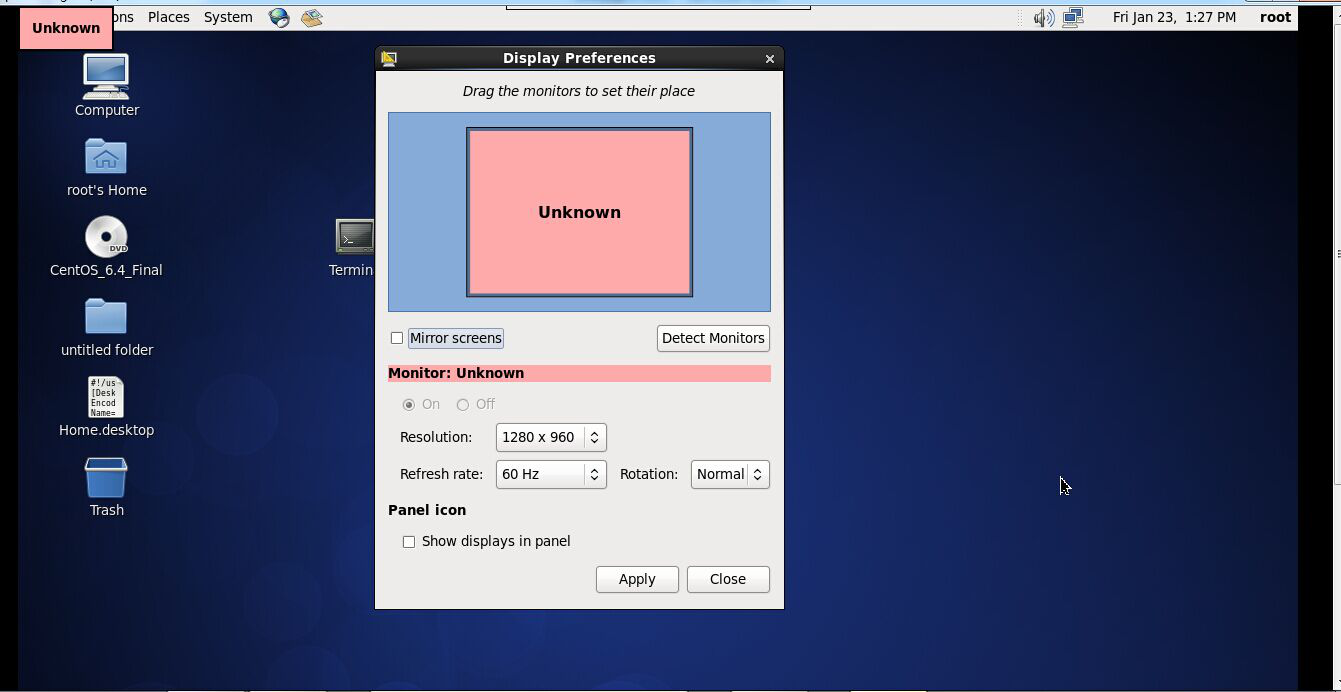 Unknown
ons Places System
Fri Jan 23, 1:27 PM root
Computer
root's Home
DVD
CentOS_6.4_Final
untitled folder
#!/us
[Desk
Encod
Name=
Home.desktop
Trash
>_
Termin
Display Preferences
Drag the monitors to set their place
Unknown
Mirror screens
Detect Monitors
Monitor: Unknown
On Off
Resolution: 1280 x 960
Refresh rate: 60 Hz Rotation: Normal
Panel icon
Show displays in panel
Apply Close